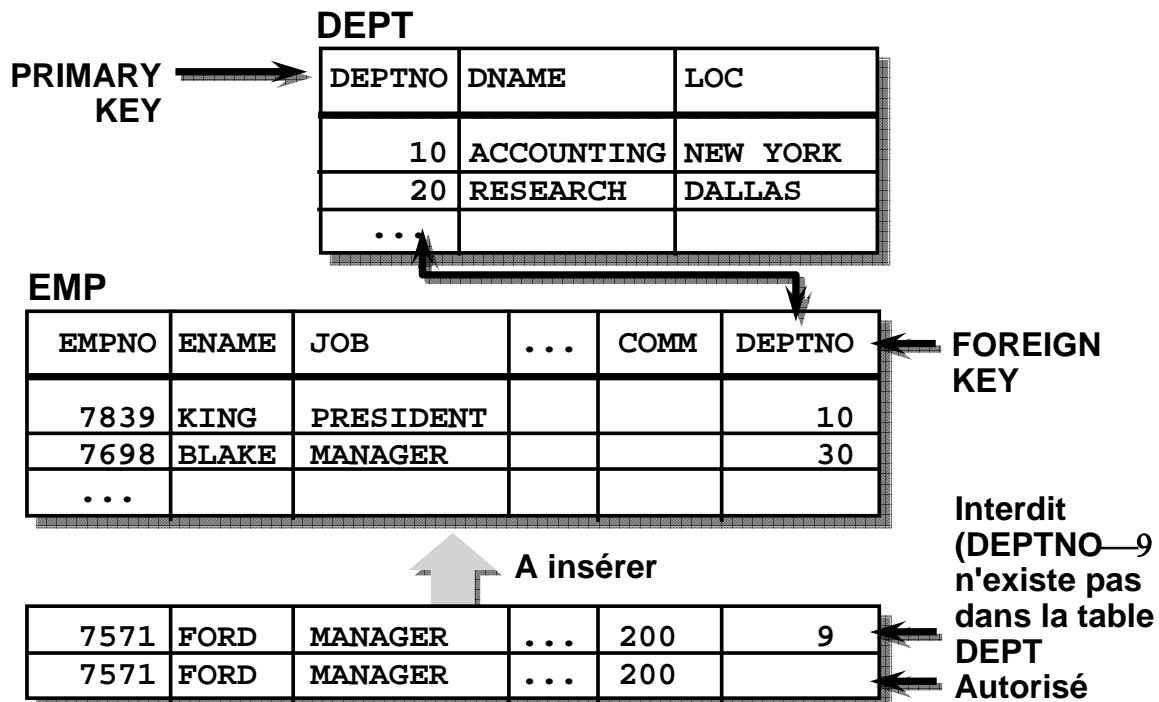 DEPT
PRIMARY
KEY
DEPTNO DNAME LOC
10 ACCOUNTING NEW YORK
20 RESEARCH DALLAS
...
EMP
EMPNO ENAME JOB ... COMM DEPTNO
FOREIGN
KEY
7839 KING PRESIDENT 10
7698 BLAKE MANAGER 30
...
A insérer
7571 FORD MANAGER ... 200 9
7571 FORD MANAGER ... 200
Interdit
(DEPTNO—9
n'existe pas
dans la table
DEPT
Autorisé